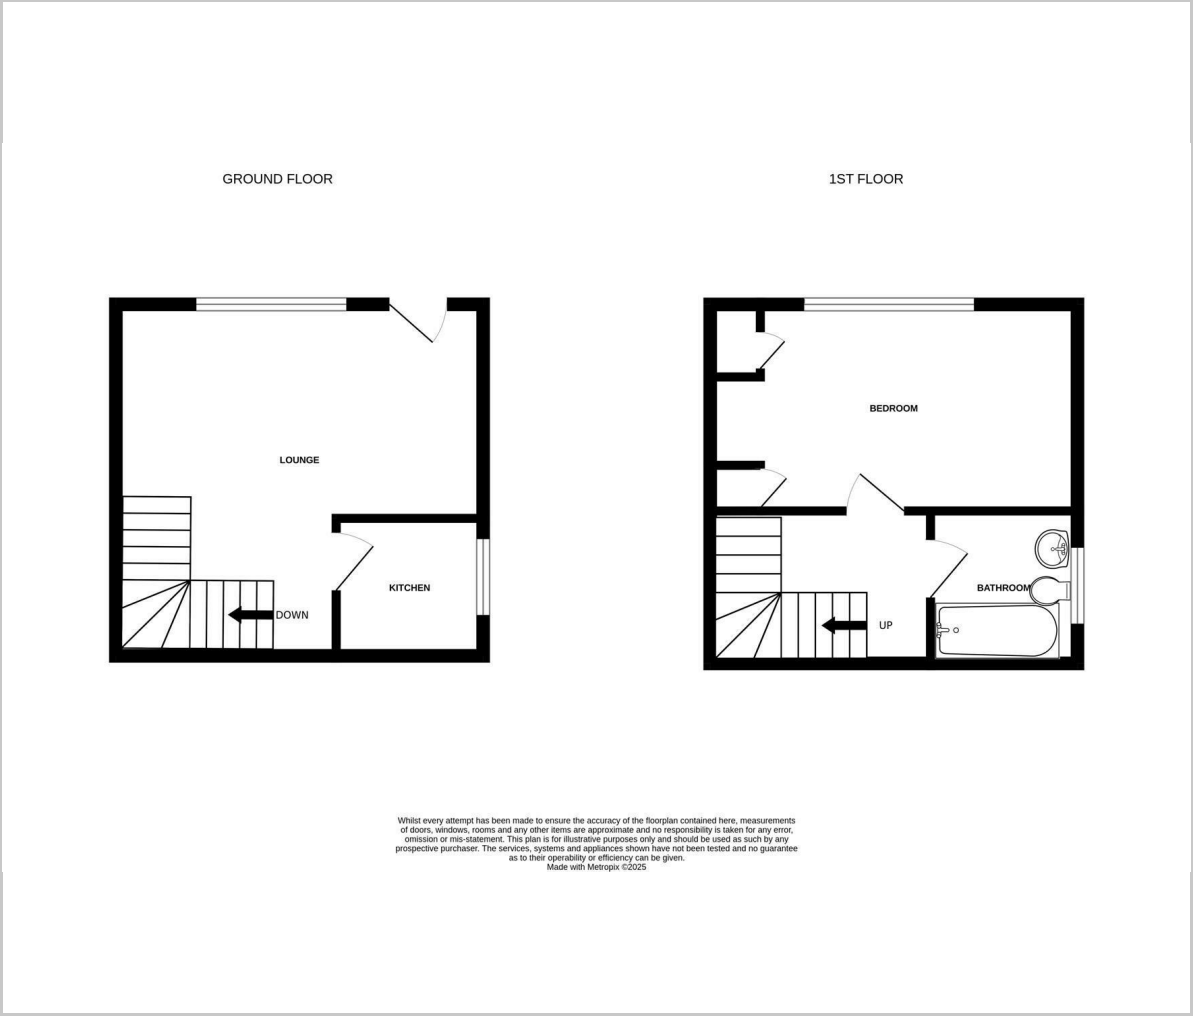 GROUND FLOOR
1ST FLOOR
LOUNGE
KITCHEN
DOWN
BEDROOM
BATHROOM
UP
Whilst every attempt has been made to ensure the accuracy of the floorplan contained here, measurements
of doors, windows, rooms and any other items are approximate and no responsibility is taken for any error,
omission or mis-statement. This plan is for illustrative purposes only and should be used as such by any
prospective purchaser. The services, systems and appliances shown have not been tested and no guarantee
as to their operability or efficiency can be given.
Made with Metropix ©2025